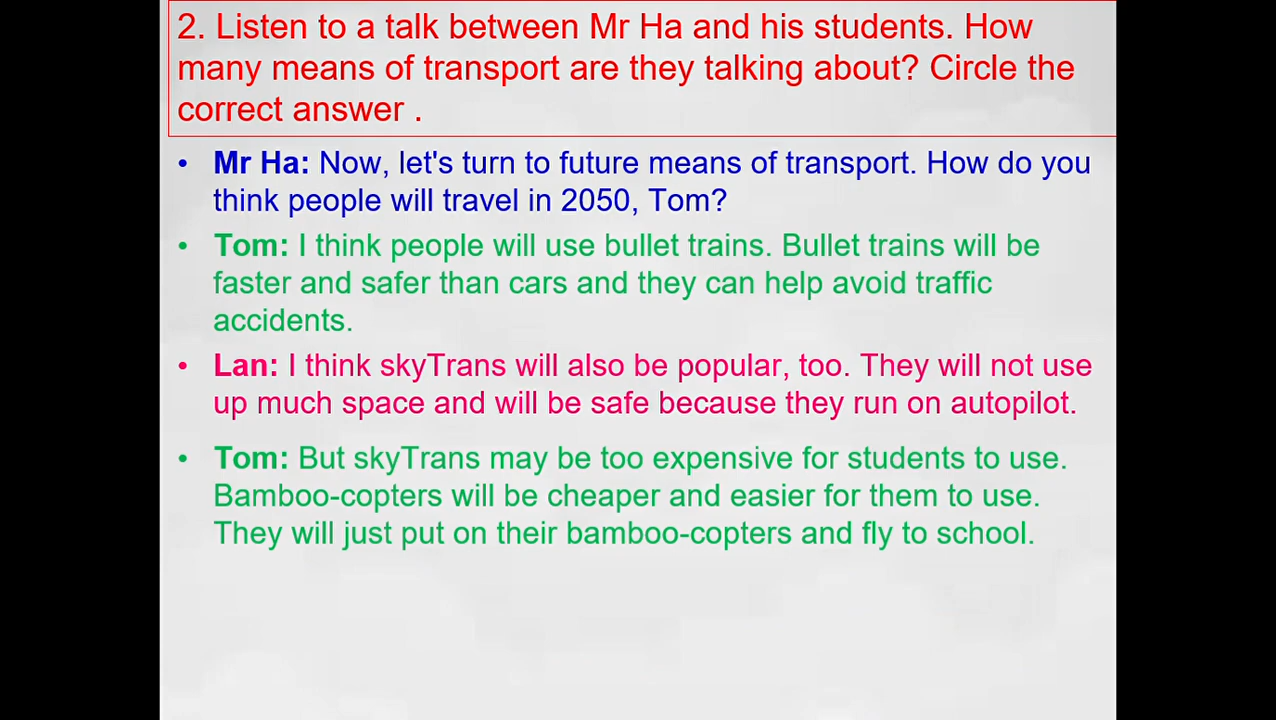 2. Listen to a talk between Mr Ha and his students. How
many means of transport are they talking about? Circle the
correct answer .
• Mr Ha: Now, let's turn to future means of transport. How do you
think people will travel in 2050, Tom?
• Tom: I think people will use bullet trains. Bullet trains will be
faster and safer than cars and they can help avoid traffic
accidents.
• Lan: I think skyTrans will also be popular, too. They will not use
up much space and will be safe because they run on autopilot.
• Tom: But skyTrans may be too expensive for students to use.
Bamboo-copters will be cheaper and easier for them to use.
They will just put on their bamboo-copters and fly to school.